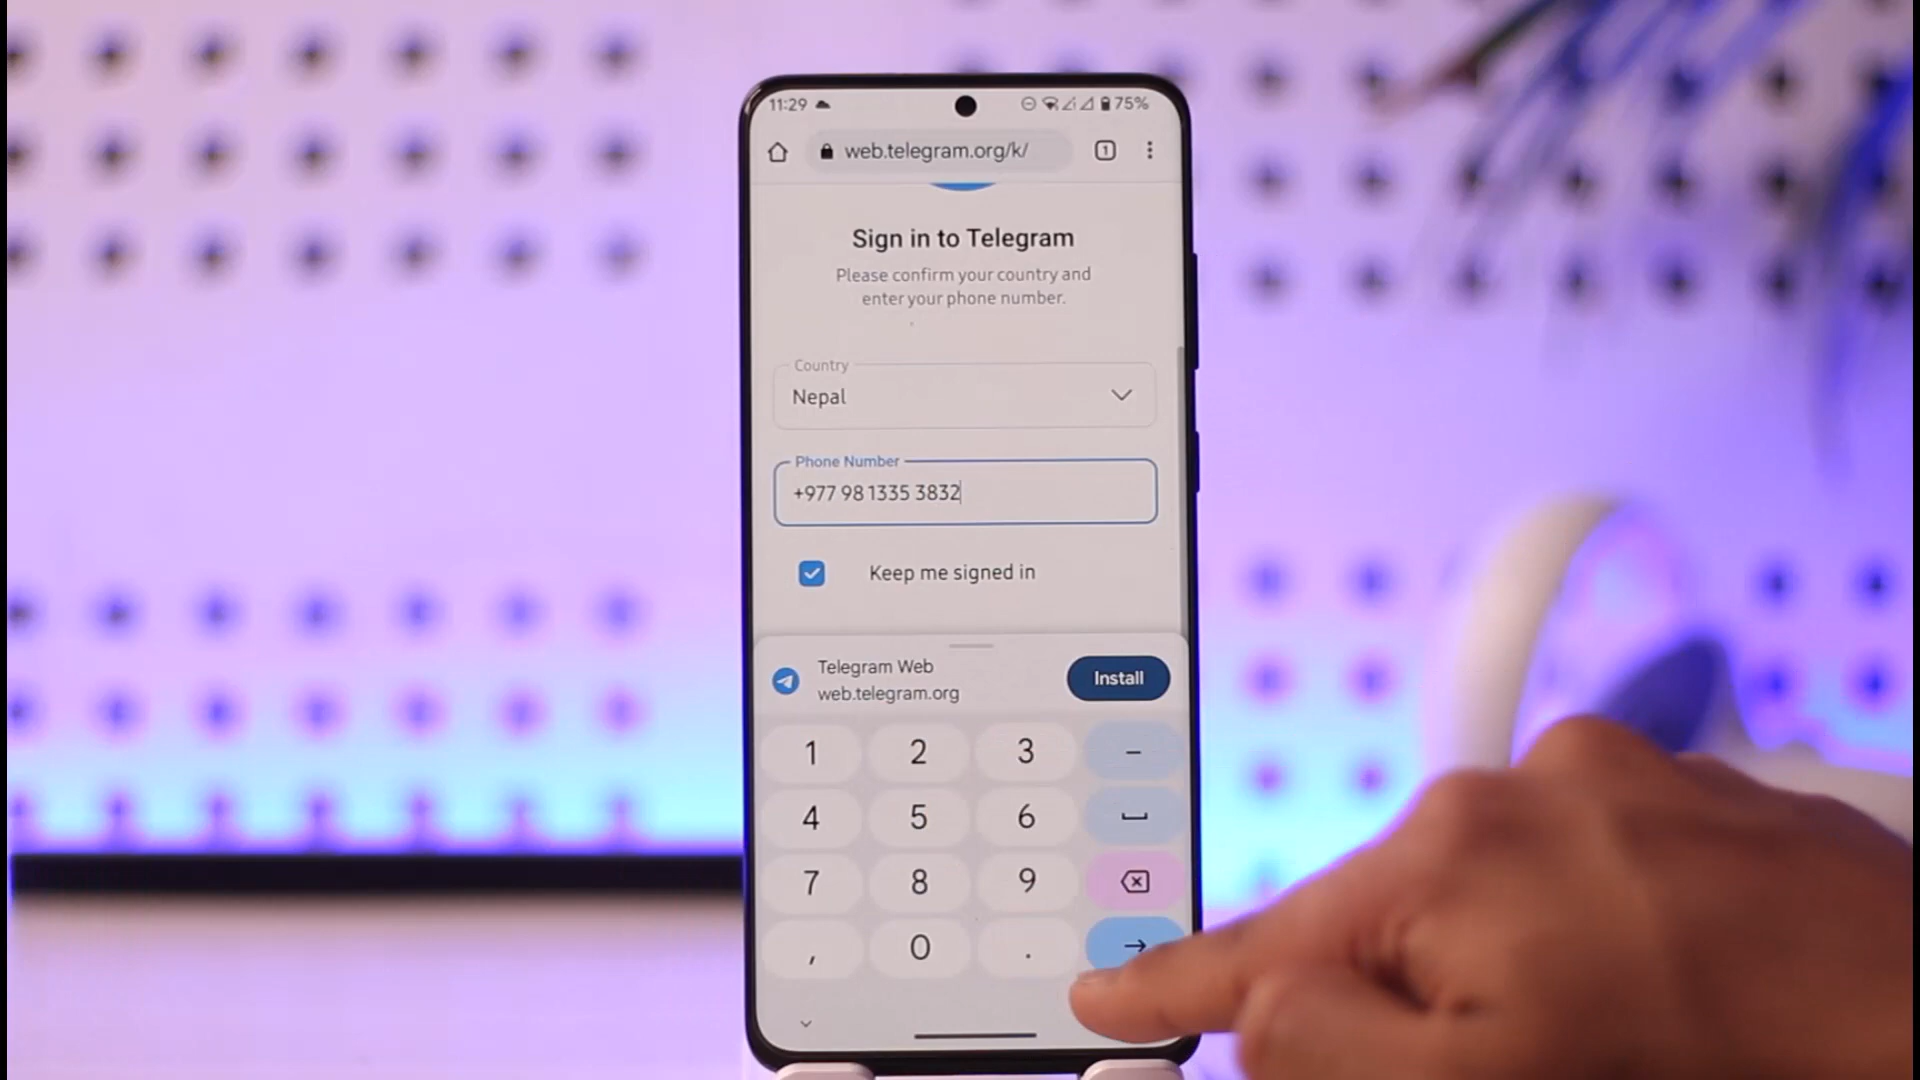 11:29 75%
web.telegram.org/k/ 1
Sign in to Telegram
Please confirm your country and
enter your phone number.
Country
Nepal
Phone Number
+977 98 1335 3832
Keep me signed in
Telegram Web
web.telegram.org
Install
1 2 3 -
4 5 6
7 8 9
, 0 .